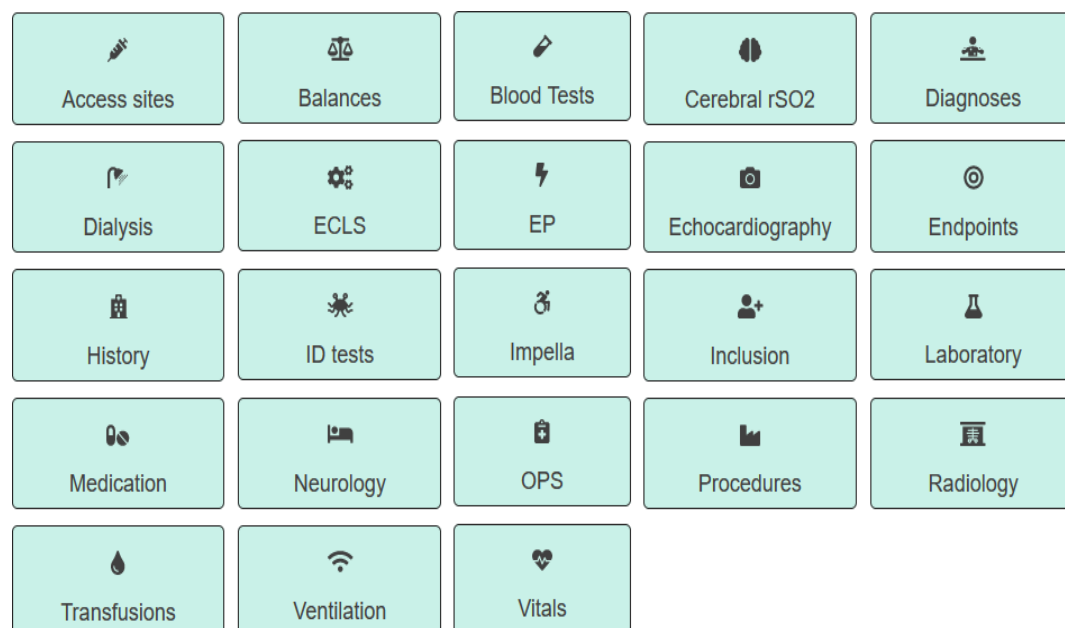 Access sites
Balances
Blood Tests
Cerebral rSO2
Diagnoses
Dialysis
ECLS
EP
Echocardiography
Endpoints
History
ID tests
Impella
Inclusion
Laboratory
Medication
Neurology
OPS
Procedures
Radiology
Transfusions
Ventilation
Vitals